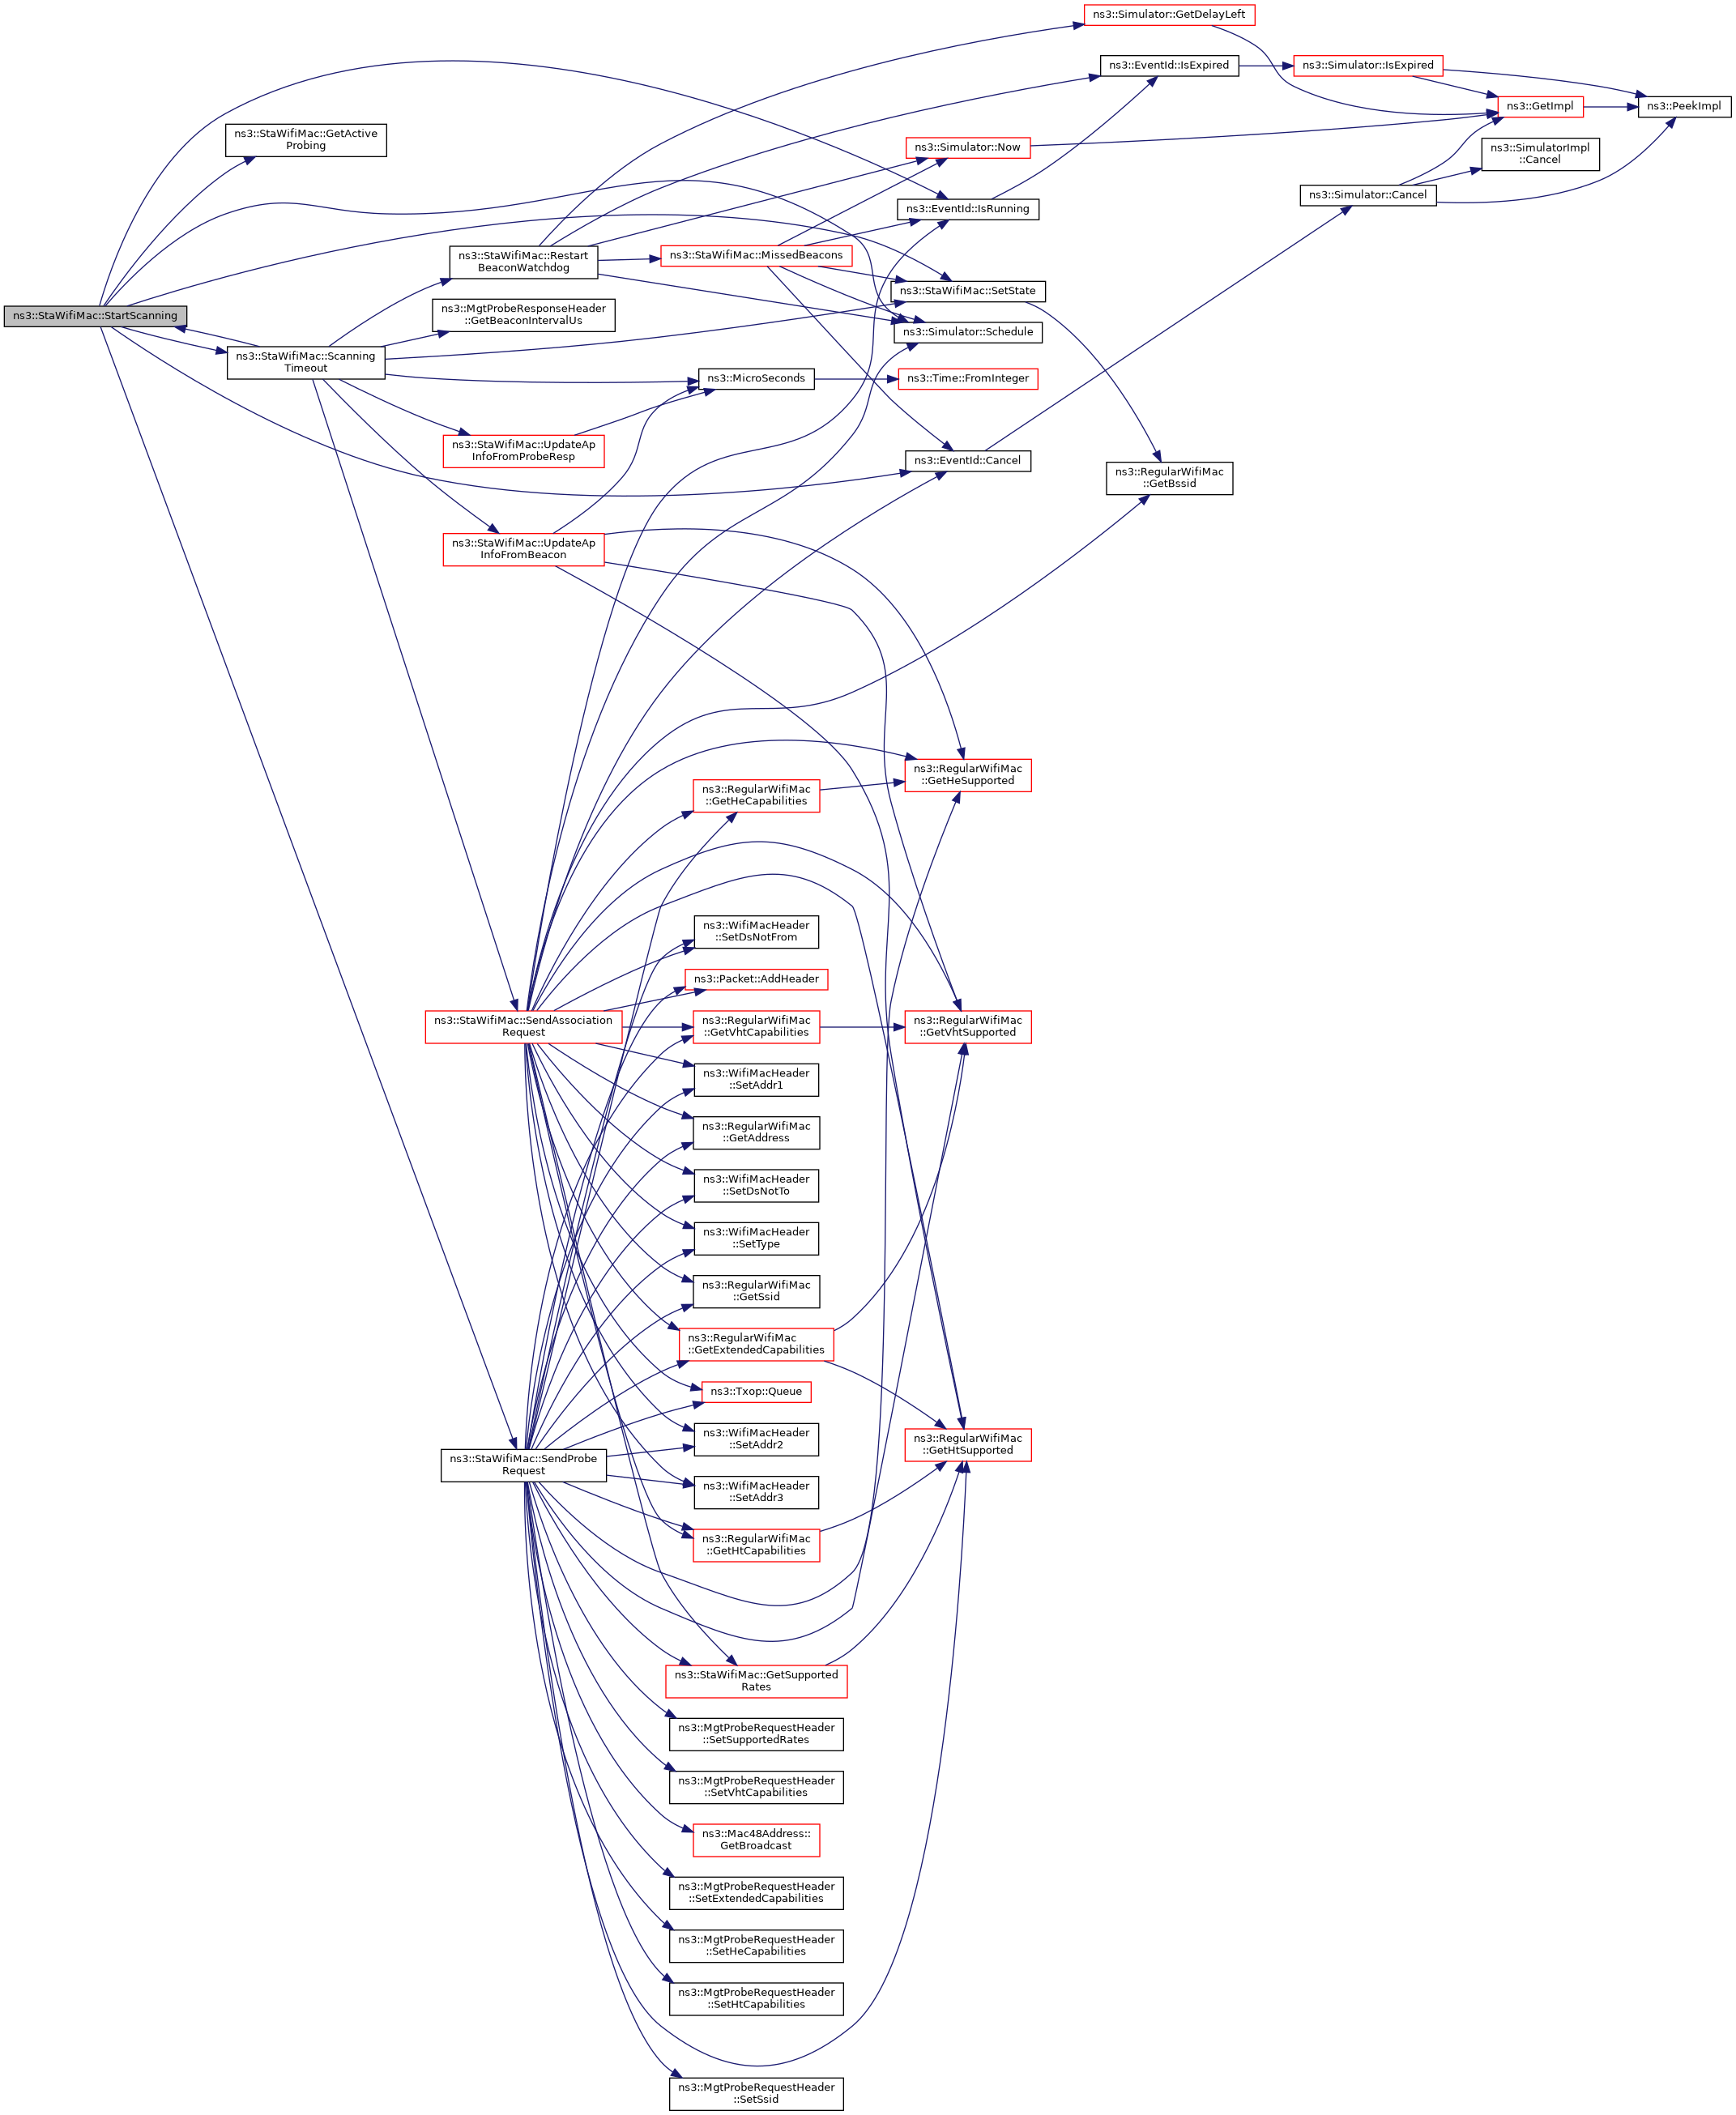 ns3::StaWifiMac::StartScanning
ns3::StaWifiMac::GetActive
Probing
ns3::StaWifiMac::Scanning
Timeout
ns3::StaWifiMac::Restart
BeaconWatchdog
ns3::MgtProbeResponseHeader
::GetBeaconIntervalUs
ns3::StaWifiMac::UpdateAp
InfoFromProbeResp
ns3::StaWifiMac::UpdateAp
InfoFromBeacon
ns3::StaWifiMac::SendAssociation
Request
ns3::StaWifiMac::SendProbe
Request
ns3::StaWifiMac::MissedBeacons
ns3::MicroSeconds
ns3::RegularWifiMac
::GetHeCapabilities
ns3::WifiMacHeader
::SetDsNotFrom
ns3::Packet::AddHeader
ns3::RegularWifiMac
::GetVhtCapabilities
ns3::WifiMacHeader
::SetAddr1
ns3::RegularWifiMac
::GetAddress
ns3::WifiMacHeader
::SetDsNotTo
ns3::WifiMacHeader
::SetType
ns3::RegularWifiMac
::GetSsid
ns3::RegularWifiMac
::GetExtendedCapabilities
ns3::Txop::Queue
ns3::WifiMacHeader
::SetAddr2
ns3::WifiMacHeader
::SetAddr3
ns3::RegularWifiMac
::GetHtCapabilities
ns3::StaWifiMac::GetSupported
Rates
ns3::MgtProbeRequestHeader
::SetSupportedRates
ns3::MgtProbeRequestHeader
::SetVhtCapabilities
ns3::Mac48Address::
GetBroadcast
ns3::MgtProbeRequestHeader
::SetExtendedCapabilities
ns3::MgtProbeRequestHeader
::SetHeCapabilities
ns3::MgtProbeRequestHeader
::SetHtCapabilities
ns3::MgtProbeRequestHeader
::SetSsid
ns3::Simulator::Now
ns3::EventId::IsRunning
ns3::StaWifiMac::SetState
ns3::Simulator::Schedule
ns3::Time::FromInteger
ns3::EventId::Cancel
ns3::RegularWifiMac
::GetHeSupported
ns3::RegularWifiMac
::GetVhtSupported
ns3::RegularWifiMac
::GetHtSupported
ns3::Simulator::GetDelayLeft
ns3::EventId::IsExpired
ns3::RegularWifiMac
::GetBssid
ns3::Simulator::IsExpired
ns3::Simulator::Cancel
ns3::GetImpl
ns3::SimulatorImpl
::Cancel
ns3::PeekImpl